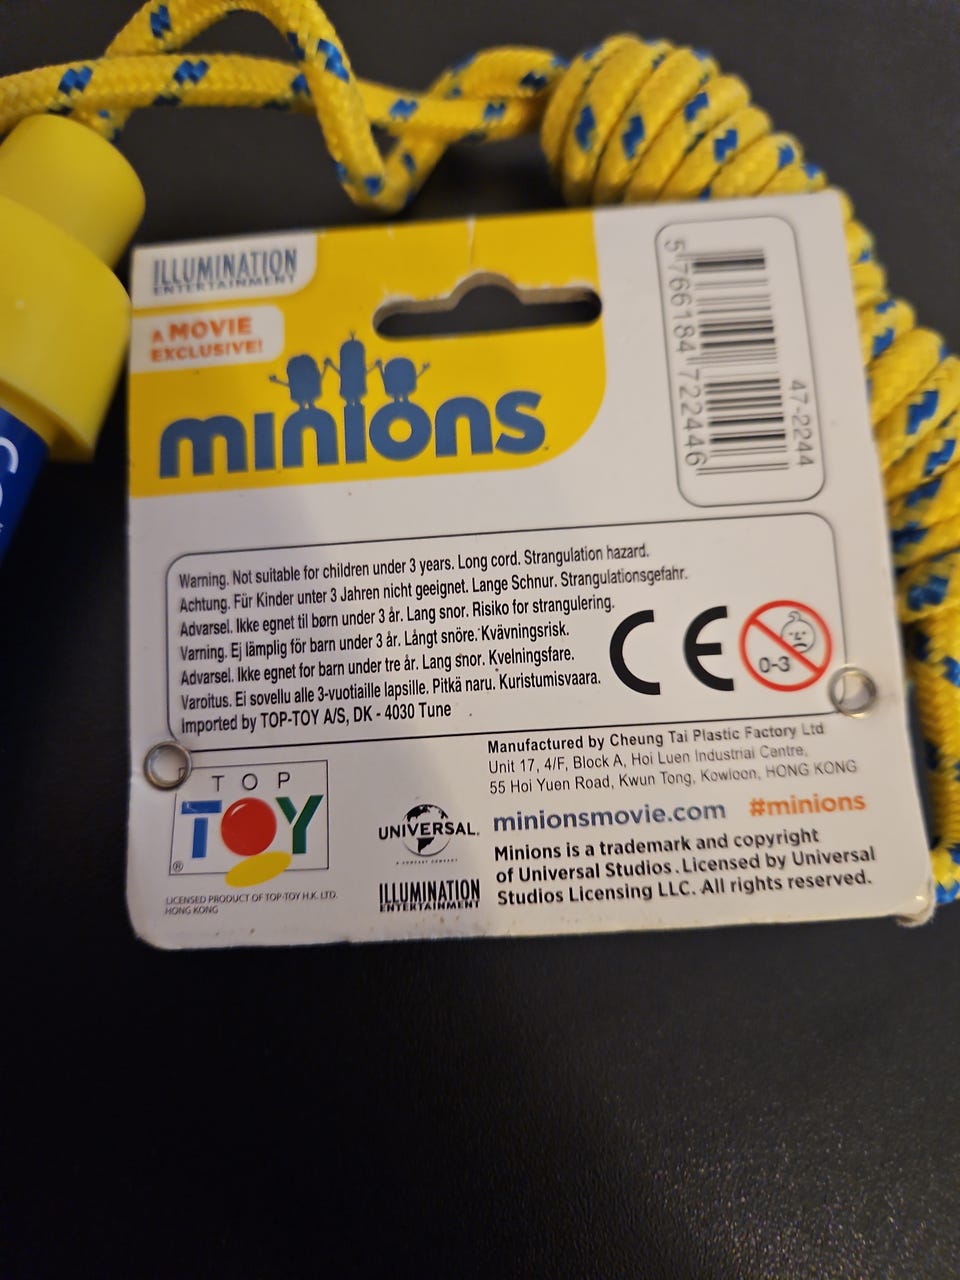 ILLUMINATION
ENTERTAINMENT
A MOVIE
EXCLUSIVE!
minions
5 766184 722446
47-2244
Warning. Not suitable for children under 3 years. Long cord. Strangulation hazard.
Achtung. Für Kinder unter 3 Jahren nicht geeignet. Lange Schnur. Strangulationsgefahr.
Advarsel. Ikke egnet til børn under 3 år. Lang snor. Risiko for strangulering.
Varning. Ej lämplig för barn under 3 år. Långt snöre. Kvävningsrisk.
Advarsel. Ikke egnet for barn under tre år. Lang snor. Kvelningsfare.
Varoitus. Ei sovellu alle 3-vuotiaille lapsille. Pitkä naru. Kuristumisvaara.
Imported by TOP-TOY A/S, DK - 4030 Tune
CE
0-3
TOP
TOY
®
LICENSED PRODUCT OF TOP-TOY H.K. LTD.
HONG KONG
Manufactured by Cheung Tai Plastic Factory Ltd
Unit 17, 4/F, Block A, Hoi Luen Industrial Centre,
55 Hoi Yuen Road, Kwun Tong, Kowloon, HONG KONG
UNIVERSAL
A COMCAST COMPANY
ILLUMINATION
ENTERTAINMENT
minionsmovie.com #minions
Minions is a trademark and copyright
of Universal Studios. Licensed by Universal
Studios Licensing LLC. All rights reserved.